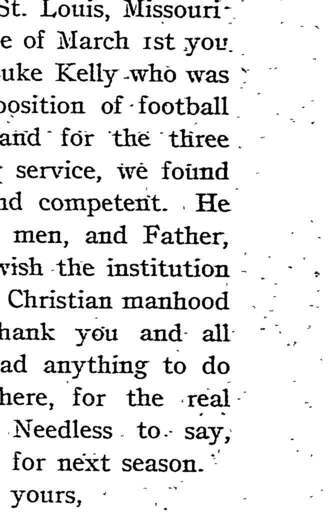 St. Louis, Missouri
e of March 1st you
uke Kelly who was
position of football
and for the three
service, we found
nd competent. He
men, and Father,
wish the institution
Christian manhood
hank you and all
ad anything to do
here, for the real
Needless to say,
for next season.
yours,